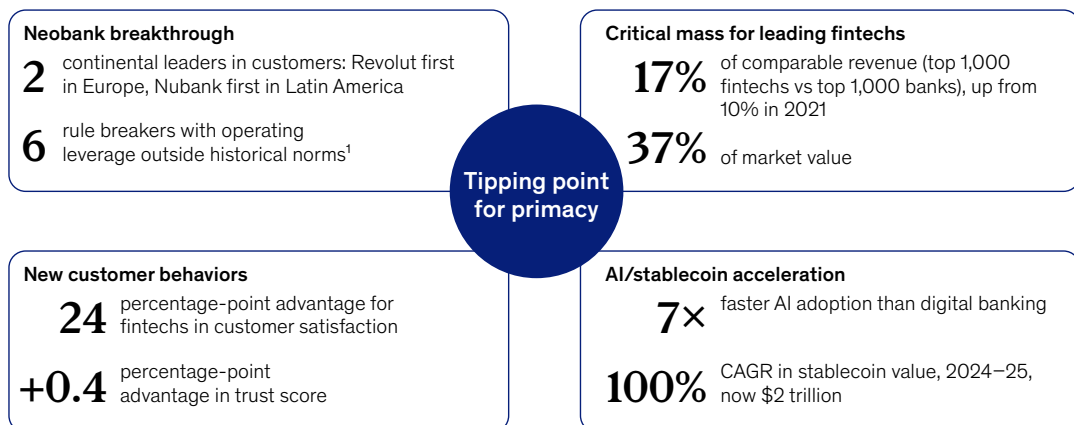 Neobank breakthrough
2
continental leaders in customers: Revolut first
in Europe, Nubank first in Latin America
6
rule breakers with operating
leverage outside historical norms¹
Critical mass for leading fintechs
17%
of comparable revenue (top 1,000
fintechs vs top 1,000 banks), up from
10% in 2021
37%
of market value
Tipping point
for primacy
New customer behaviors
24
percentage-point advantage for
fintechs in customer satisfaction
+0.4
percentage-point
advantage in trust score
AI/stablecoin acceleration
7×
faster AI adoption than digital banking
100%
CAGR in stablecoin value, 2024–25,
now $2 trillion